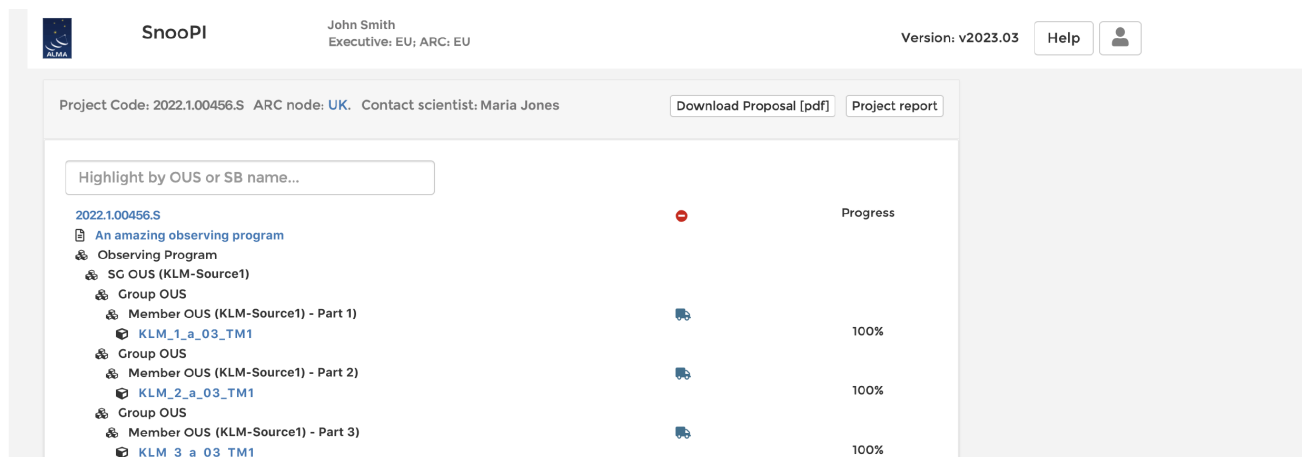 SnooPI
John Smith
Executive: EU; ARC: EU
Version: v2023.03
Help
ALMA
Project Code: 2022.1.00456.S ARC node: UK. Contact scientist: Maria Jones
Download Proposal [pdf]
Project report
Highlight by OUS or SB name...
2022.1.00456.S
Progress
An amazing observing program
Observing Program
SG OUS (KLM-Source1)
Group OUS
Member OUS (KLM-Source1) - Part 1)
KLM_1_a_03_TM1
100%
Group OUS
Member OUS (KLM-Source1) - Part 2)
KLM_2_a_03_TM1
100%
Group OUS
Member OUS (KLM-Source1) - Part 3)
KLM_3_a_03_TM1
100%